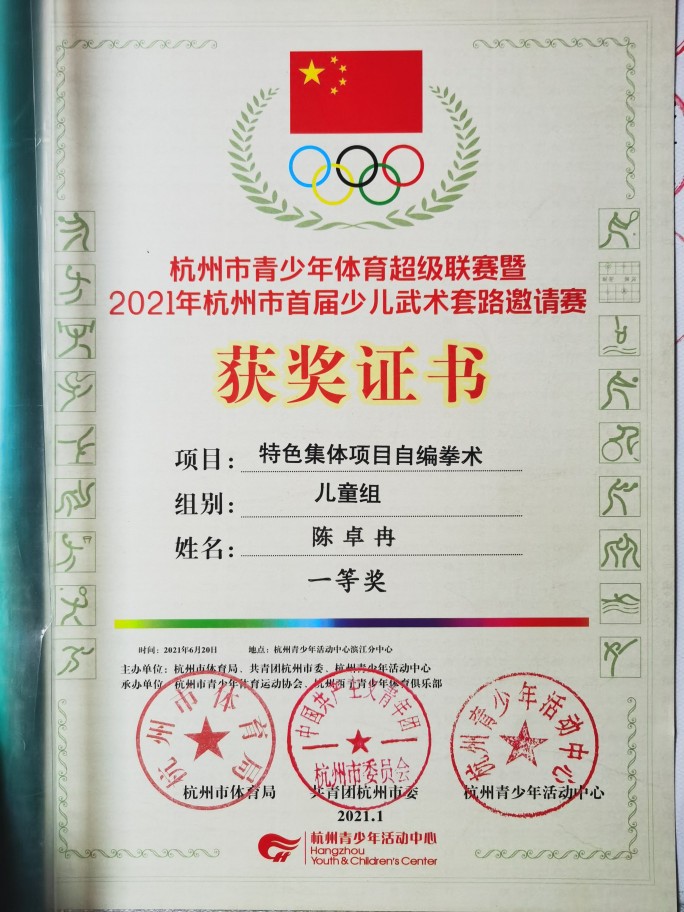 杭州市青少年体育超级联赛暨
2021年杭州市首届少儿武术套路邀请赛
获奖证书
项目：特色集体项目自编拳术
组别：儿童组
姓名：陈卓冉
一等奖
时间：2021年6月20日 地点：杭州青少年活动中心滨江分中心
主办单位：杭州市体育局、共青团杭州市委、杭州青少年活动中心
承办单位：杭州市青少年体育运动协会、杭州西子青少年体育俱乐部
杭州市体育局
中国共产主义青年团
杭州市委员会
杭州青少年活动中心
杭州市体育局 共青团杭州市委 杭州青少年活动中心
2021.1
杭州青少年活动中心
Hangzhou
Youth & Children's Center